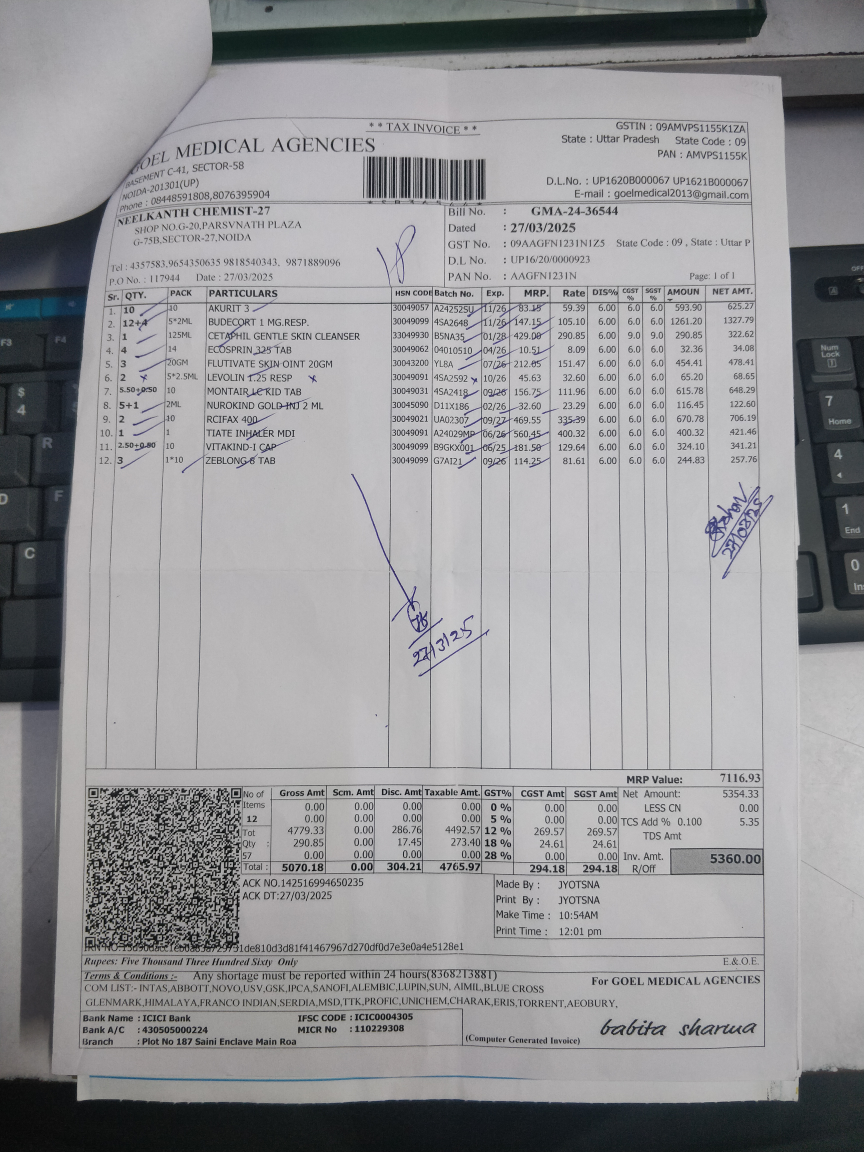 * * TAX INVOICE * *
GSTIN : 09AMVPS1155K1ZA
State : Uttar Pradesh State Code : 09
PAN : AMVPS1155K
GOEL MEDICAL AGENCIES
BASEMENT C-41, SECTOR-58
NOIDA-201301(UP)
Phone : 08448591808,8076395904
D.L.No. : UP1620B000067 UP1621B000067
E-mail : goelmedical2013@gmail.com
NEELKANTH CHEMIST-27
SHOP NO.G-20,PARSVNATH PLAZA
G-75B,SECTOR-27,NOIDA
Tel : 4357583,9654350635 9818540343, 9871889096
P.O No. : 117944 Date : 27/03/2025
Bill No. : GMA-24-36544
Dated : 27/03/2025
GST No. : 09AAGFN1231N1Z5 State Code : 09 , State : Uttar P
D.L No. : UP16/20/0000923
PAN No. : AAGFN1231N Page: 1 of 1
Sr. QTY. PACK PARTICULARS HSN CODE Batch No. Exp. MRP. Rate DIS% CGST % SGST % AMOUN NET AMT.
1. 10 10 AKURIT 3 30049057 A24252SU 11/26 83.15 59.39 6.00 6.0 6.0 593.90 625.27
2. 12+4 5*2ML BUDECORT 1 MG.RESP. 30049099 4SA2648 11/26 147.15 105.10 6.00 6.0 6.0 1261.20 1327.79
3. 1 125ML CETAPHIL GENTLE SKIN CLEANSER 33049930 B5NA35 01/28 429.00 290.85 6.00 9.0 9.0 290.85 322.62
4. 4 14 ECOSPRIN 325 TAB 30049062 04010510 04/26 10.51 8.09 6.00 6.0 6.0 32.36 34.08
5. 3 20GM FLUTIVATE SKIN OINT 20GM 30043200 YL8A 07/26 212.05 151.47 6.00 6.0 6.0 454.41 478.41
6. 2 x 5*2.5ML LEVOLIN 1.25 RESP x 30049091 4SA2592 x 10/26 45.63 32.60 6.00 6.0 6.0 65.20 68.65
7. 5.50+0.50 10 MONTAIR LC KID TAB 30049031 4SA2418 09/26 156.75 111.96 6.00 6.0 6.0 615.78 648.29
8. 5+1 2ML NUROKIND GOLD INJ 2 ML 30045090 D11X186 02/26 32.60 23.29 6.00 6.0 6.0 116.45 122.60
9. 2 10 RCIFAX 400 30049021 UA02307 09/27 469.55 335.39 6.00 6.0 6.0 670.78 706.19
10. 1 1 TIATE INHALER MDI 30049091 A24029MP 06/26 560.45 400.32 6.00 6.0 6.0 400.32 421.46
11. 2.50+0.50 10 VITAKIND-I CAP 30049099 B9GKX001 06/25 181.50 129.64 6.00 6.0 6.0 324.10 341.21
12. 3 1*10 ZEBLONG 8 TAB 30049099 G7AI21 09/26 114.25 81.61 6.00 6.0 6.0 244.83 257.76
27/03/25
27/3/25
MRP Value: 7116.93
No of Items 12 Tot Qty : 57
Gross Amt Scm. Amt Disc. Amt Taxable Amt. GST% CGST Amt SGST Amt
0.00 0.00 0.00 0.00 0 % 0.00 0.00
0.00 0.00 0.00 0.00 5 % 0.00 0.00
4779.33 0.00 286.76 4492.57 12 % 269.57 269.57
290.85 0.00 17.45 273.40 18 % 24.61 24.61
0.00 0.00 0.00 0.00 28 % 0.00 0.00
Total : 5070.18 0.00 304.21 4765.97 294.18 294.18
Net Amount: 5354.33
LESS CN 0.00
TCS Add % 0.100 5.35
TDS Amt
Inv. Amt. 5360.00
R/Off
ACK NO.142516994650235
ACK DT:27/03/2025
Made By : JYOTSNA
Print By : JYOTSNA
Make Time : 10:54AM
Print Time : 12:01 pm
Rupees: Five Thousand Three Hundred Sixty Only
E.& O.E.
Terms & Conditions :- Any shortage must be reported within 24 hours(8368213881)
COM LIST:- INTAS,ABBOTT,NOVO,USV,GSK,IPCA,SANOFI,ALEMBIC,LUPIN,SUN, AIMIL,BLUE CROSS
GLENMARK,HIMALAYA,FRANCO INDIAN,SERDIA,MSD,TTK,PROFIC,UNICHEM,CHARAK,ERIS,TORRENT,AEOBURY,
For GOEL MEDICAL AGENCIES
Bank Name : ICICI Bank IFSC CODE : ICIC0004305
Bank A/C : 430505000224 MICR No : 110229308
Branch : Plot No 187 Saini Enclave Main Roa
(Computer Generated Invoice)
babita sharma
F3
F4
$
4
R
D
F
C
Num
Lock
7
Home
4
1
End
0